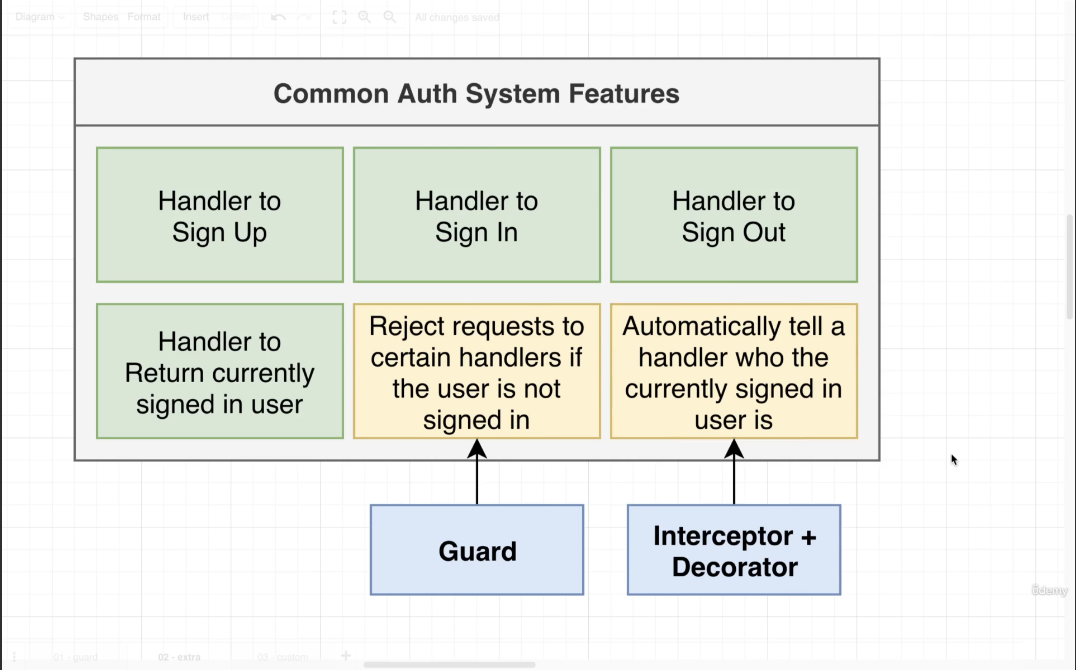 Diagram
Shapes
Format
Insert
All changes saved
Common Auth System Features
Handler to
Sign Up
Handler to
Sign In
Handler to
Sign Out
Handler to
Return currently
signed in user
Reject requests to
certain handlers if
the user is not
signed in
Automatically tell a
handler who the
currently signed in
user is
Guard
Interceptor +
Decorator
ûdemy
01 - guard
02 - extra
03 - custom